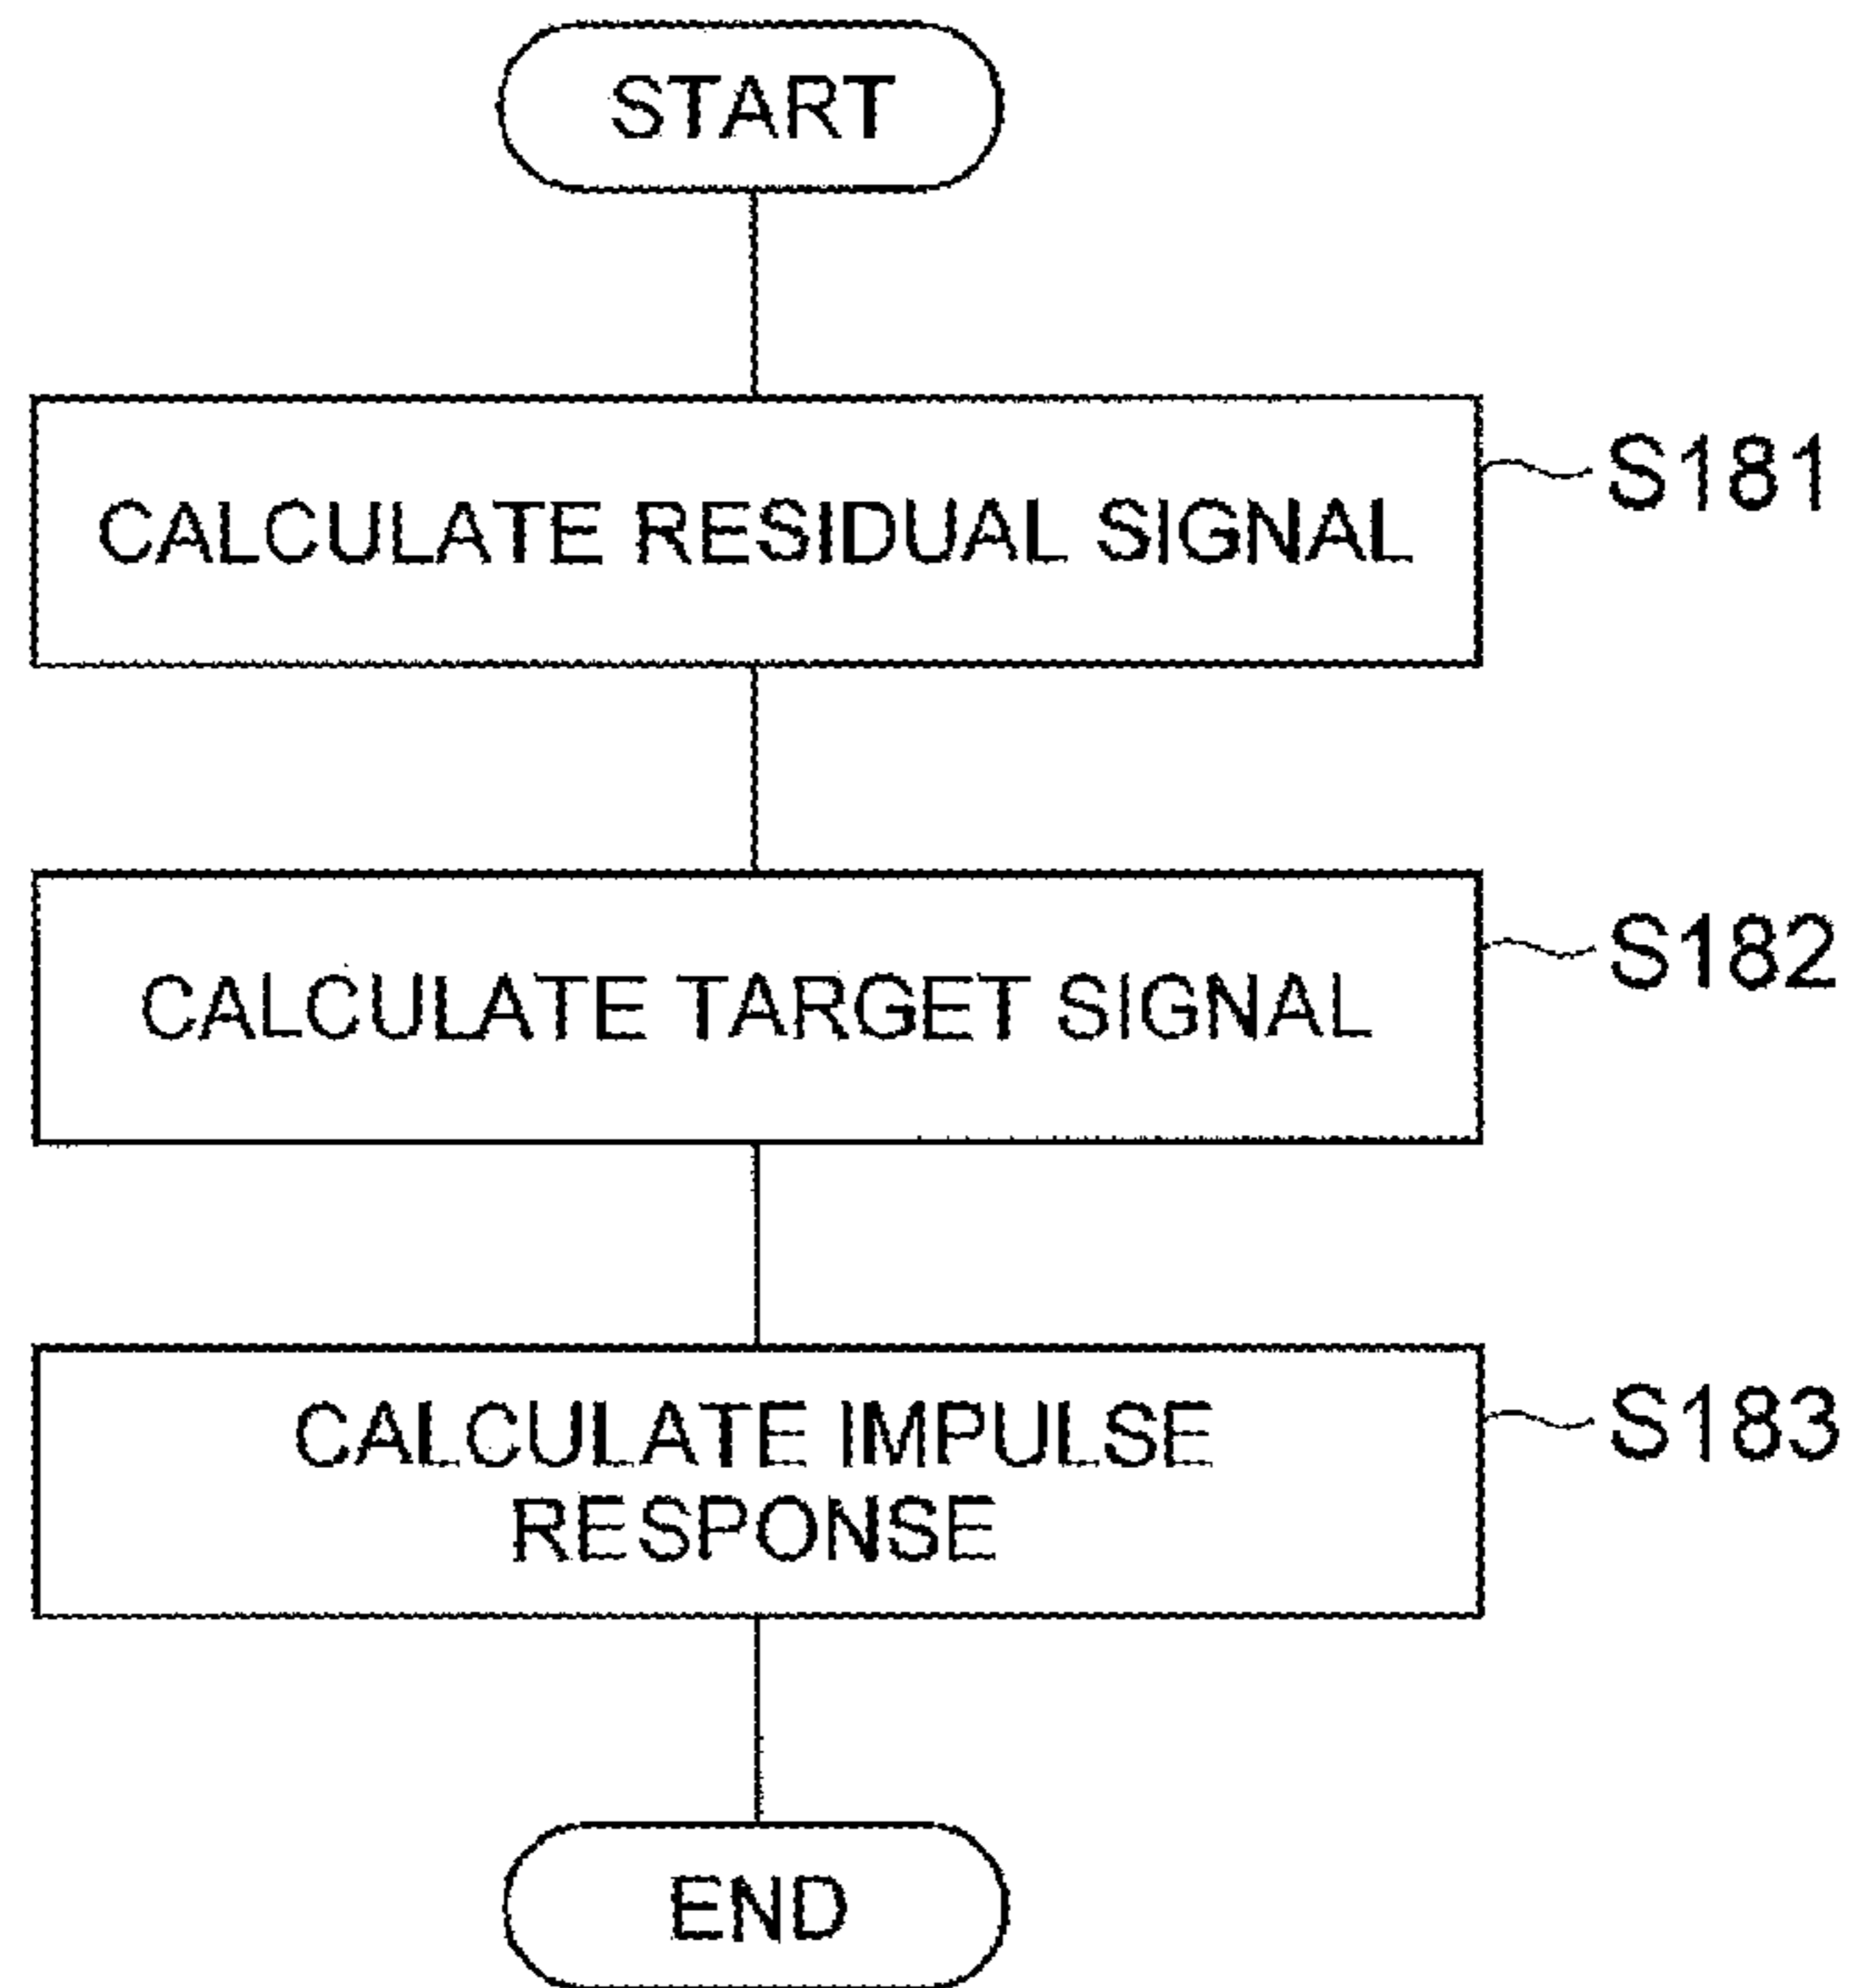 START
CALCULATE RESIDUAL SIGNAL
S181
CALCULATE TARGET SIGNAL
S182
CALCULATE IMPULSE
RESPONSE
S183
END